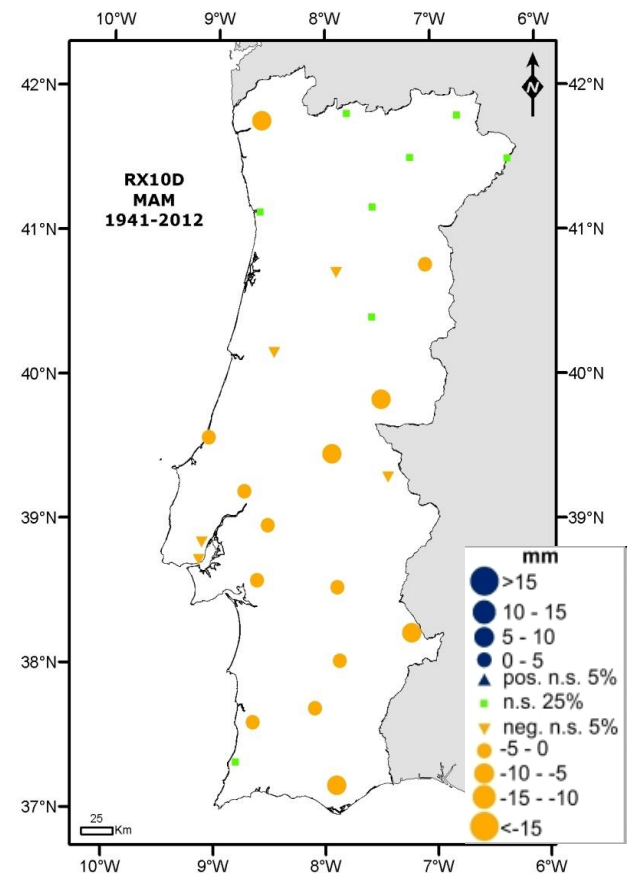 10°W 9°W 8°W 7°W 6°W
42°N 42°N
N
RX10D
MAM
1941-2012
41°N 41°N
40°N 40°N
39°N 39°N
mm
>15
10 - 15
5 - 10
0 - 5
pos. n.s. 5%
n.s. 25%
neg. n.s. 5%
-5 - 0
-10 - -5
-15 - -10
<-15
38°N
37°N
25
Km
10°W 9°W 8°W 7°W 6°W